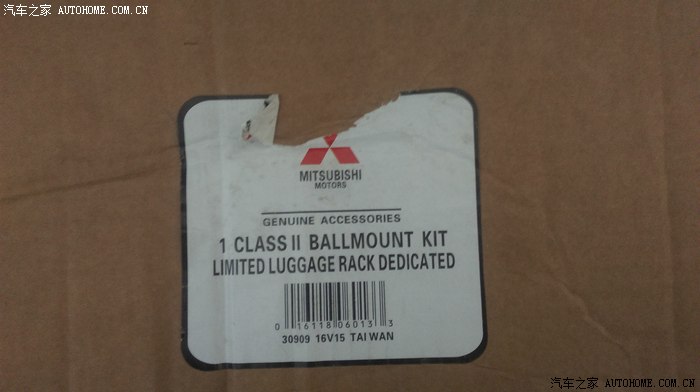 汽车之家 AUTOHOME.COM.CN
MITSUBISHI
MOTORS
GENUINE ACCESSORIES
1 CLASS II BALLMOUNT KIT
LIMITED LUGGAGE RACK DEDICATED
0 16118 06013 3
30909 16V15 TAIWAN
汽车之家 AUTOHOME.COM.CN